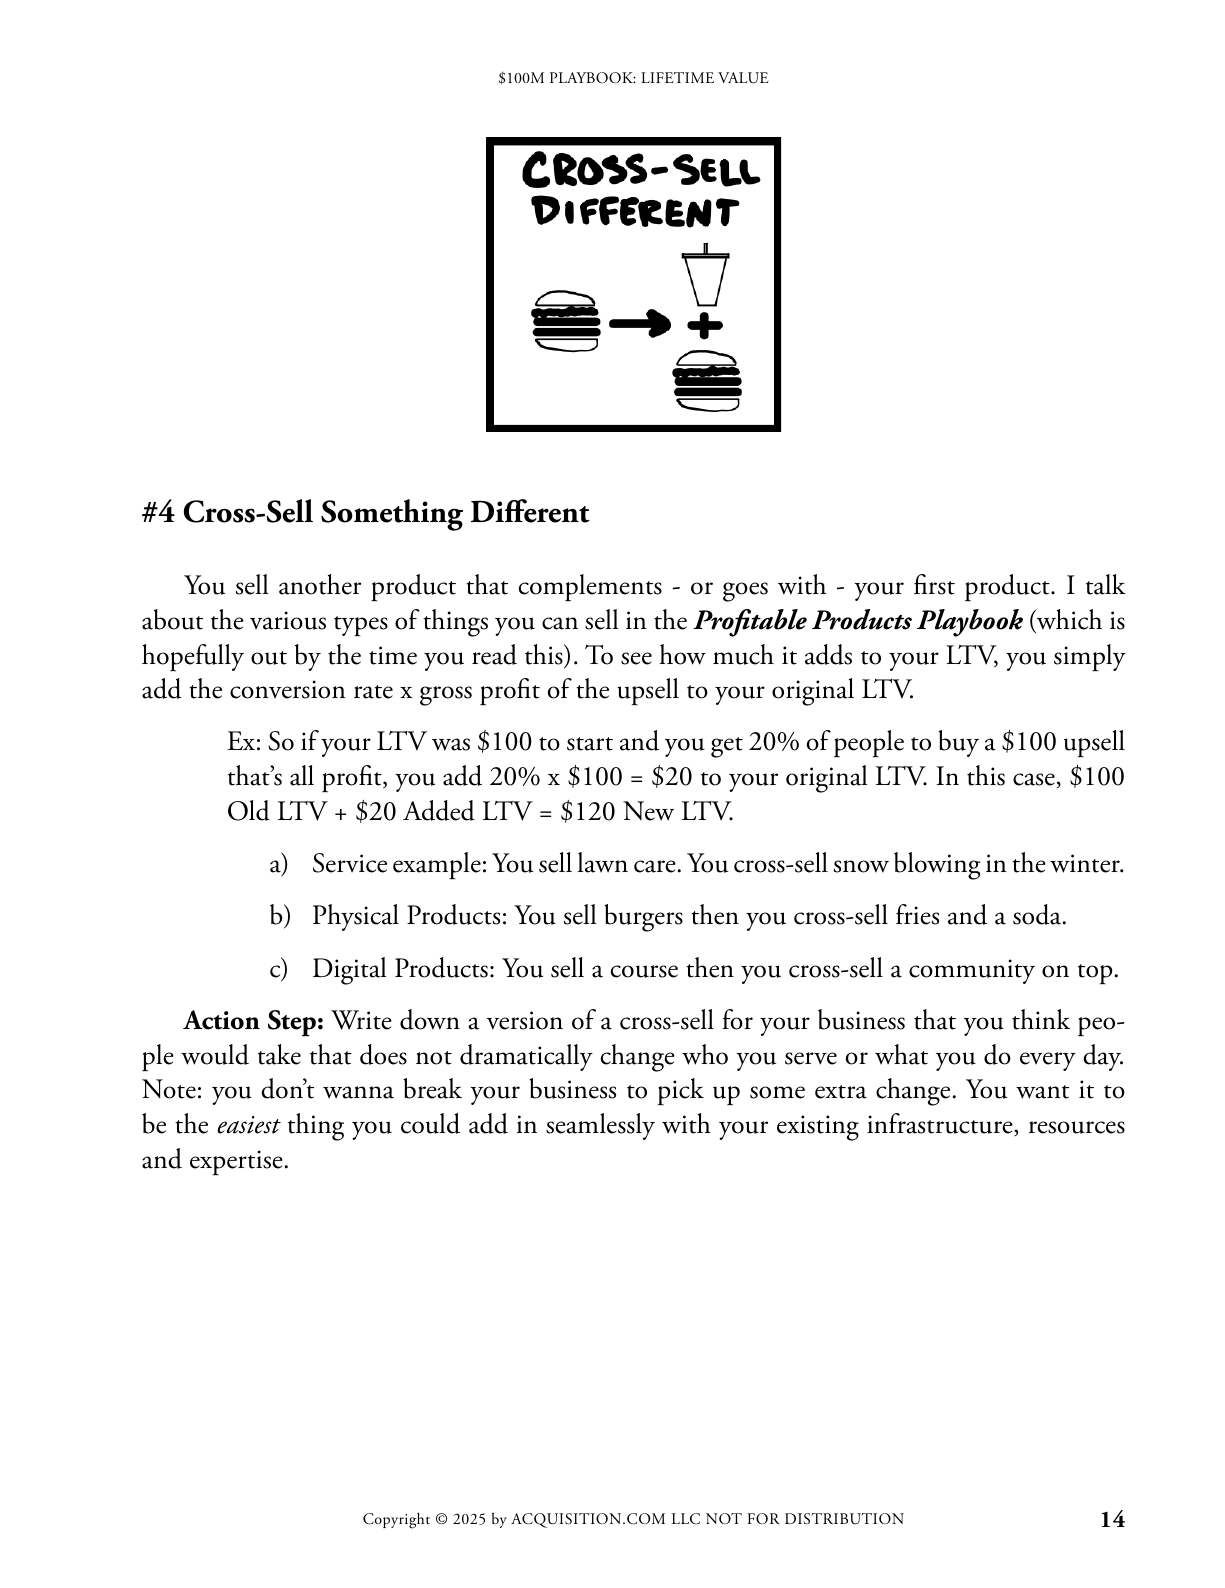 $100M PLAYBOOK: LIFETIME VALUE
CROSS-SELL
DIFFERENT
#4 Cross-Sell Something Different
You sell another product that complements - or goes with - your first product. I talk
about the various types of things you can sell in the Profitable Products Playbook (which is
hopefully out by the time you read this). To see how much it adds to your LTV, you simply
add the conversion rate x gross profit of the upsell to your original LTV.
Ex: So if your LTV was $100 to start and you get 20% of people to buy a $100 upsell
that's all profit, you add 20% x $100 = $20 to your original LTV. In this case, $100
Old LTV + $20 Added LTV = $120 New LTV.
a) Service example: You sell lawn care. You cross-sell snow blowing in the winter.
b) Physical Products: You sell burgers then you cross-sell fries and a soda.
c) Digital Products: You sell a course then you cross-sell a community on top.
Action Step: Write down a version of a cross-sell for your business that you think peo-
ple would take that does not dramatically change who you serve or what you do every day.
Note: you don't wanna break your business to pick up some extra change. You want it to
be the easiest thing you could add in seamlessly with your existing infrastructure, resources
and expertise.
Copyright © 2025 by ACQUISITION.COM LLC NOT FOR DISTRIBUTION
14